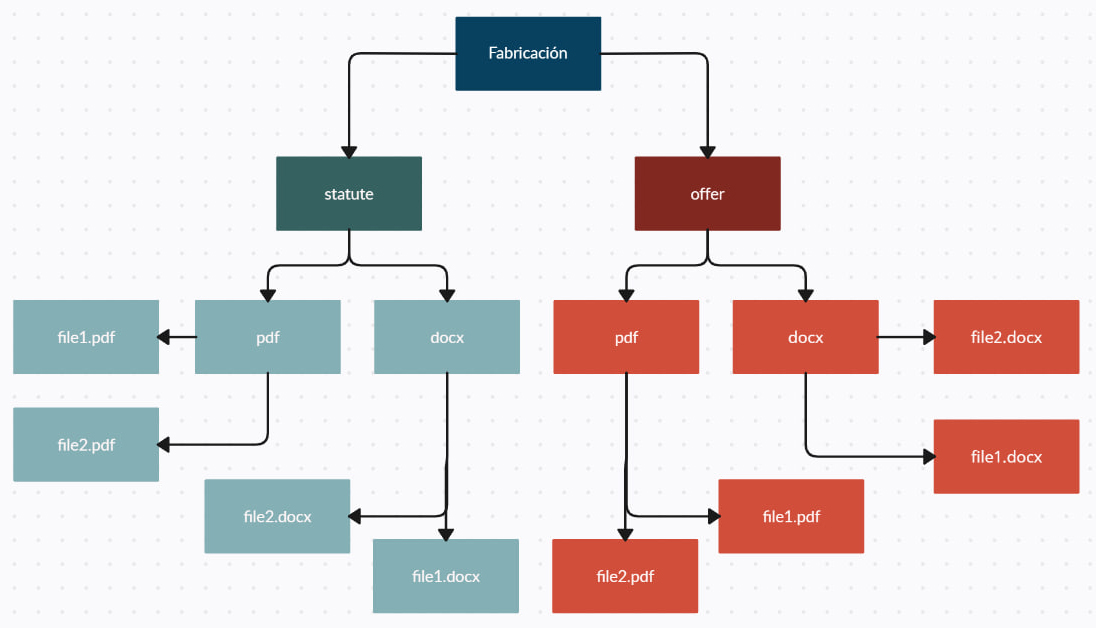 Fabricación
statute
offer
file1.pdf
pdf
docx
pdf
docx
file2.docx
file2.pdf
file1.docx
file2.docx
file1.pdf
file1.docx
file2.pdf